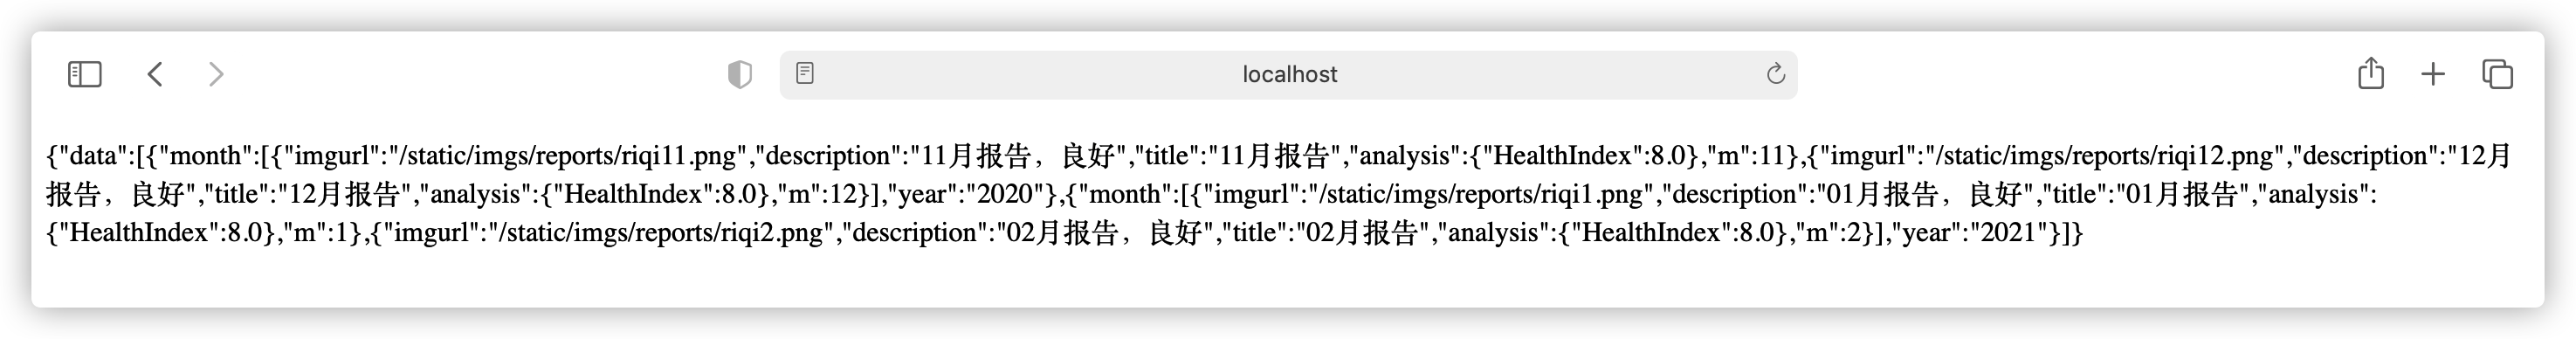 localhost
{"data":[{"month":[{"imgurl":"/static/imgs/reports/riqi11.png","description":"11月报告，良好","title":"11月报告","analysis":{"HealthIndex":8.0},"m":11},{"imgurl":"/static/imgs/reports/riqi12.png","description":"12月
报告，良好","title":"12月报告","analysis":{"HealthIndex":8.0},"m":12}],"year":"2020"},{"month":[{"imgurl":"/static/imgs/reports/riqi1.png","description":"01月报告，良好","title":"01月报告","analysis":
{"HealthIndex":8.0},"m":1},{"imgurl":"/static/imgs/reports/riqi2.png","description":"02月报告，良好","title":"02月报告","analysis":{"HealthIndex":8.0},"m":2}],"year":"2021"}]}